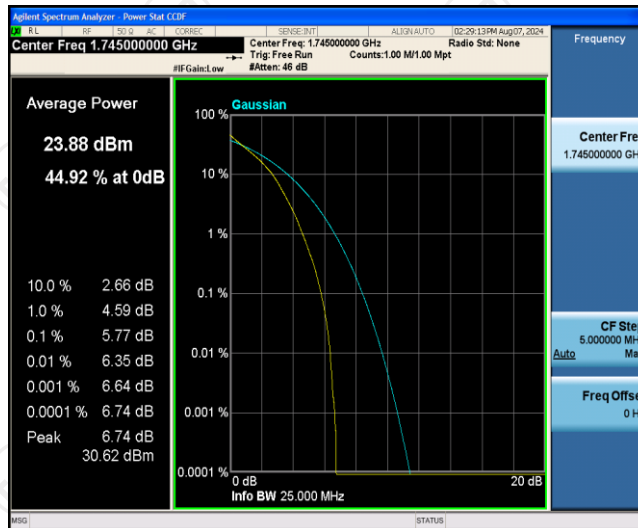 Agilent Spectrum Analyzer - Power Stat CCDF
RL RF 50 Ω AC CORREC SENSE:INT ALIGNAUTO 02:29:13PM Aug07, 2024
Center Freq 1.745000000 GHz
Center Freq: 1.745000000 GHz Radio Std: None
Trig: Free Run Counts:1.00 M/1.00 Mpt
#IFGain:Low #Atten: 46 dB
Frequency
Average Power
23.88 dBm
44.92 % at 0dB
10.0 % 2.66 dB
1.0 % 4.59 dB
0.1 % 5.77 dB
0.01 % 6.35 dB
0.001 % 6.64 dB
0.0001 % 6.74 dB
Peak 6.74 dB
30.62 dBm
Gaussian
100 %
10 %
1 %
0.1 %
0.01 %
0.001 %
0.0001 %
0 dB 20 dB
Info BW 25.000 MHz
Center Fre
1.745000000 GH
CF Ste
5.000000 MH
Auto Ma
Freq Offse
0 H
MSG STATUS